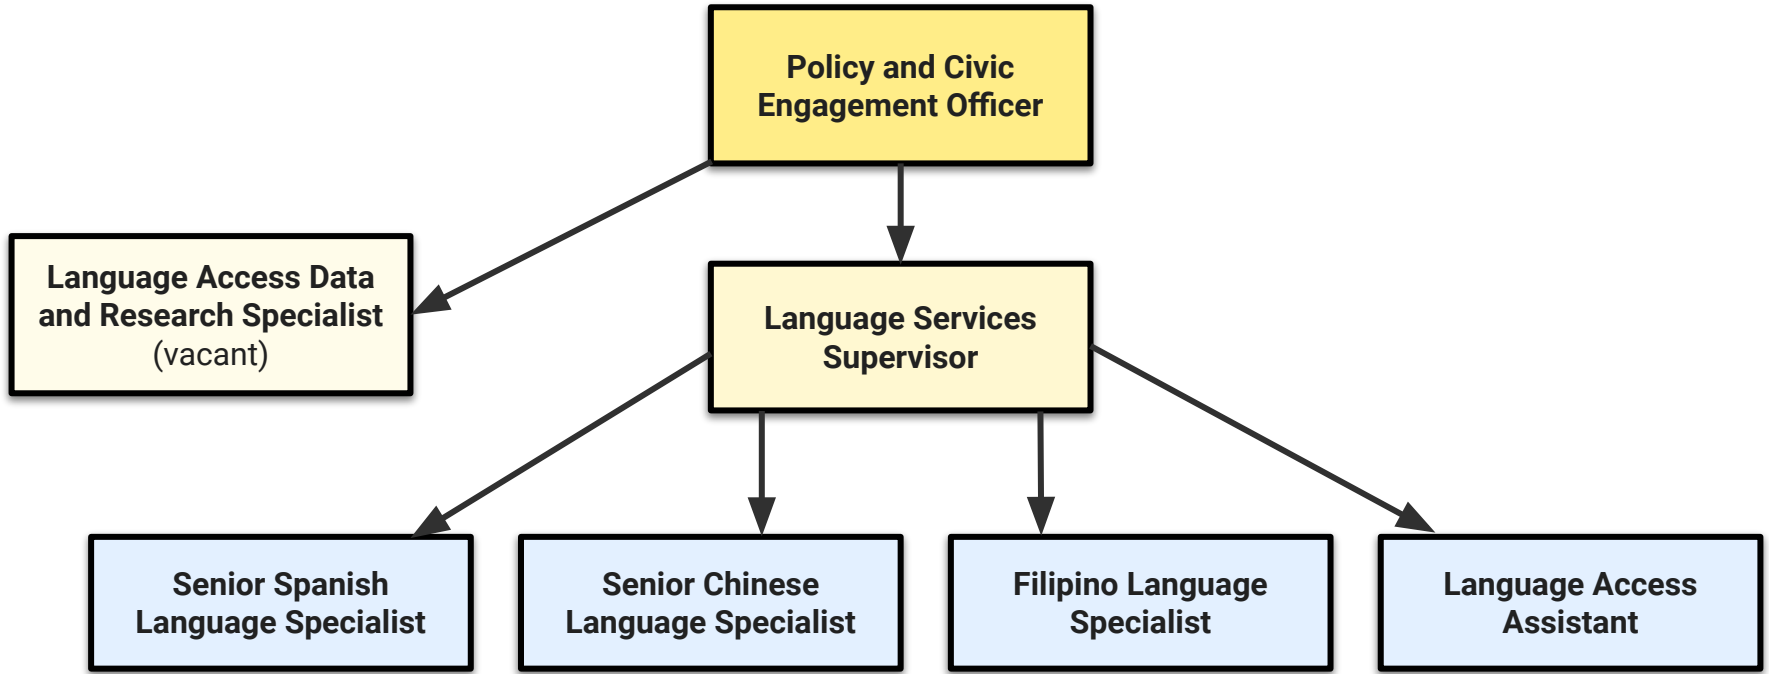 Policy and Civic
Engagement Officer
Language Access Data
and Research Specialist
(vacant)
Language Services
Supervisor
Senior Spanish
Language Specialist
Senior Chinese
Language Specialist
Filipino Language
Specialist
Language Access
Assistant